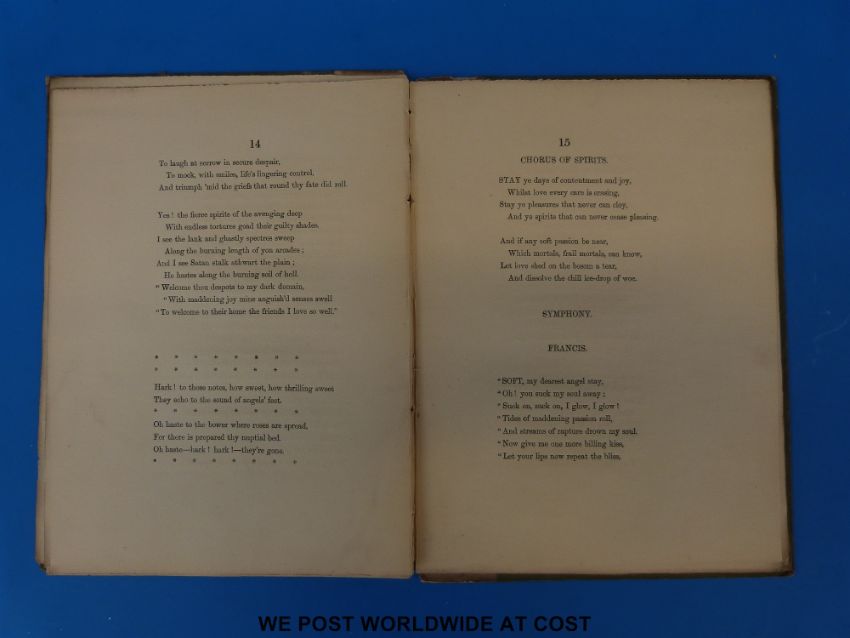 14
To laugh at sorrow in secure despair,
To mock, with smiles, life's lingering control,
And triumph 'mid the griefs that round thy fate did roll.
Yes! the fierce spirits of the avenging deep
With endless tortures goad their guilty shades.
I see the lank and ghastly spectres sweep
Along the burning length of yon arcades;
And I see Satan stalk athwart the plain;
He hastes along the burning soil of hell.
"Welcome thou despots to my dark domain,
"With maddening joy mine anguish'd senses swell
"To welcome to their home the friends I love so well."
* * * * * * * *
* * * * * * * *
Hark! to those notes, how sweet, how thrilling sweet
They echo to the sound of angels' feet.
* * * * * * * *
Oh haste to the bower where roses are spread,
For there is prepared thy nuptial bed.
Oh haste—hark! hark!—they're gone.
* * * * * * * *
15
CHORUS OF SPIRITS.
STAY ye days of contentment and joy,
Whilst love every care is erasing,
Stay ye pleasures that never can cloy,
And ye spirits that can never cease pleasing.
And if any soft passion be near,
Which mortals, frail mortals, can know,
Let love shed on the bosom a tear,
And dissolve the chill ice-drop of woe.
SYMPHONY.
FRANCIS.
"SOFT, my dearest angel stay,
"Oh! you suck my soul away;
"Suck on, suck on, I glow, I glow!
"Tides of maddening passion roll,
"And streams of rapture drown my soul.
"Now give me one more billing kiss,
"Let your lips now repeat the bliss,
WE POST WORLDWIDE AT COST